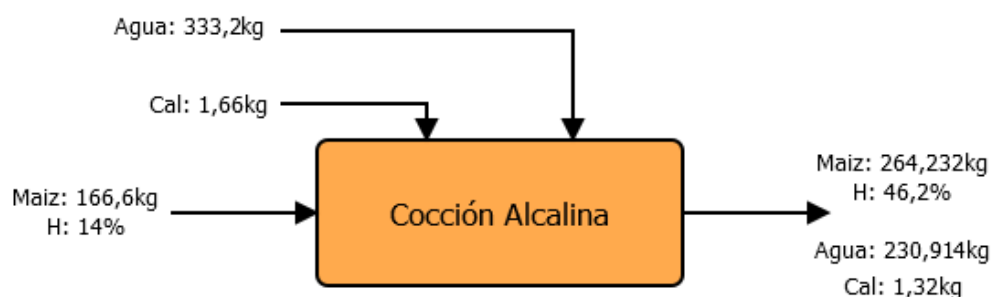 Agua: 333,2kg
Cal: 1,66kg
Maiz: 166,6kg
H: 14%
Cocción Alcalina
Maiz: 264,232kg
H: 46,2%
Agua: 230,914kg
Cal: 1,32kg